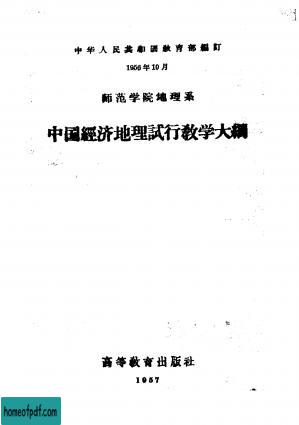 中华人民共和国教育部編訂
1956年10月
师范学院地理系
中国經济地理試行教学大綱
高等教育出版社
1957
homeofpdf.com